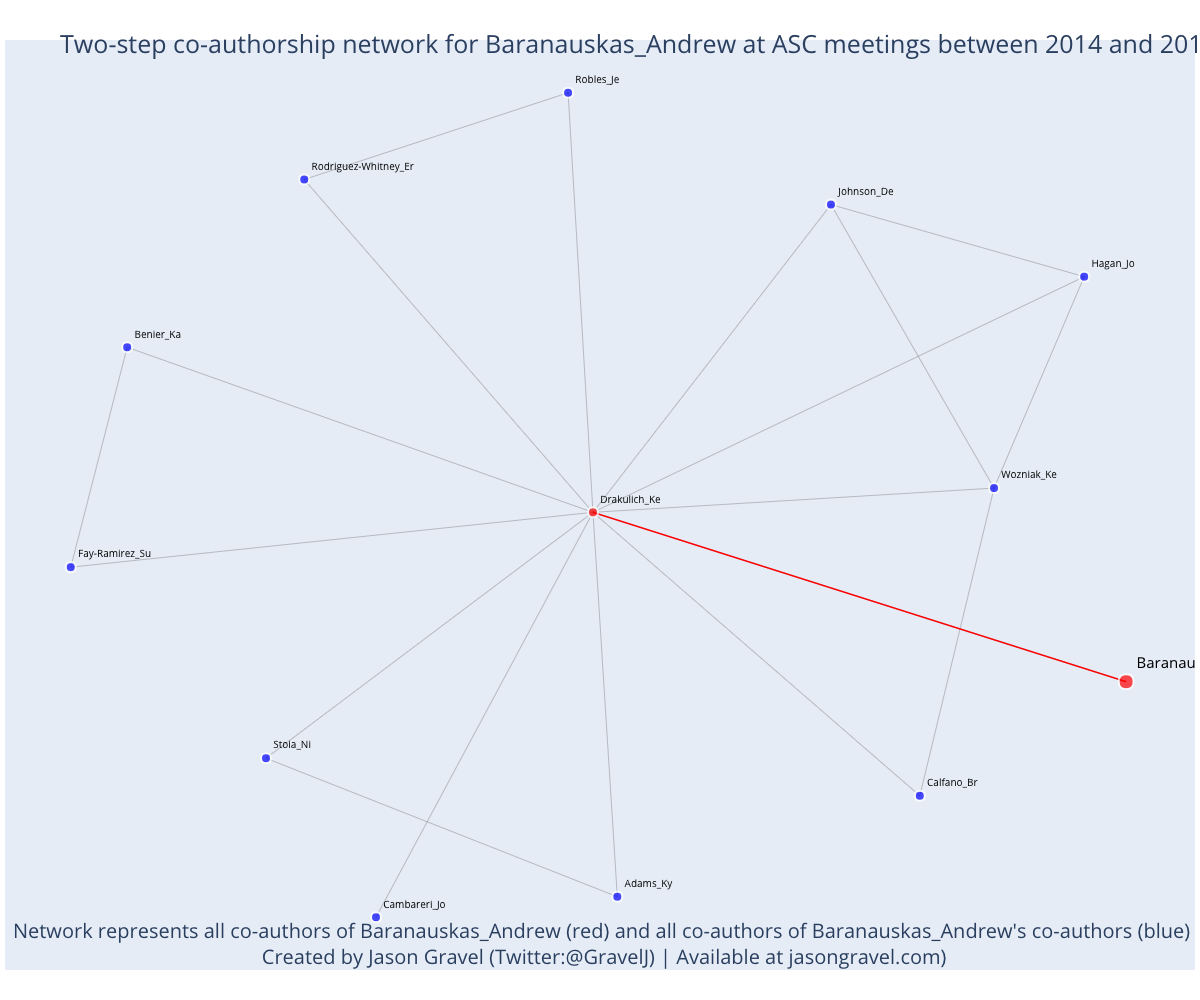 Two-step co-authorship network for Baranauskas_Andrew at ASC meetings between 2014 and 201
Robles_Je
Rodriguez-Whitney_Er
Johnson_De
Hagan_Jo
Benier_Ka
Wozniak_Ke
Drakulich_Ke
Fay-Ramirez_Su
Baranau
Stoia_Ni
Calfano_Br
Adams_Ky
Cambareri_Jo
Network represents all co-authors of Baranauskas_Andrew (red) and all co-authors of Baranauskas_Andrew's co-authors (blue)
Created by Jason Gravel (Twitter:@GravelJ) | Available at jasongravel.com)